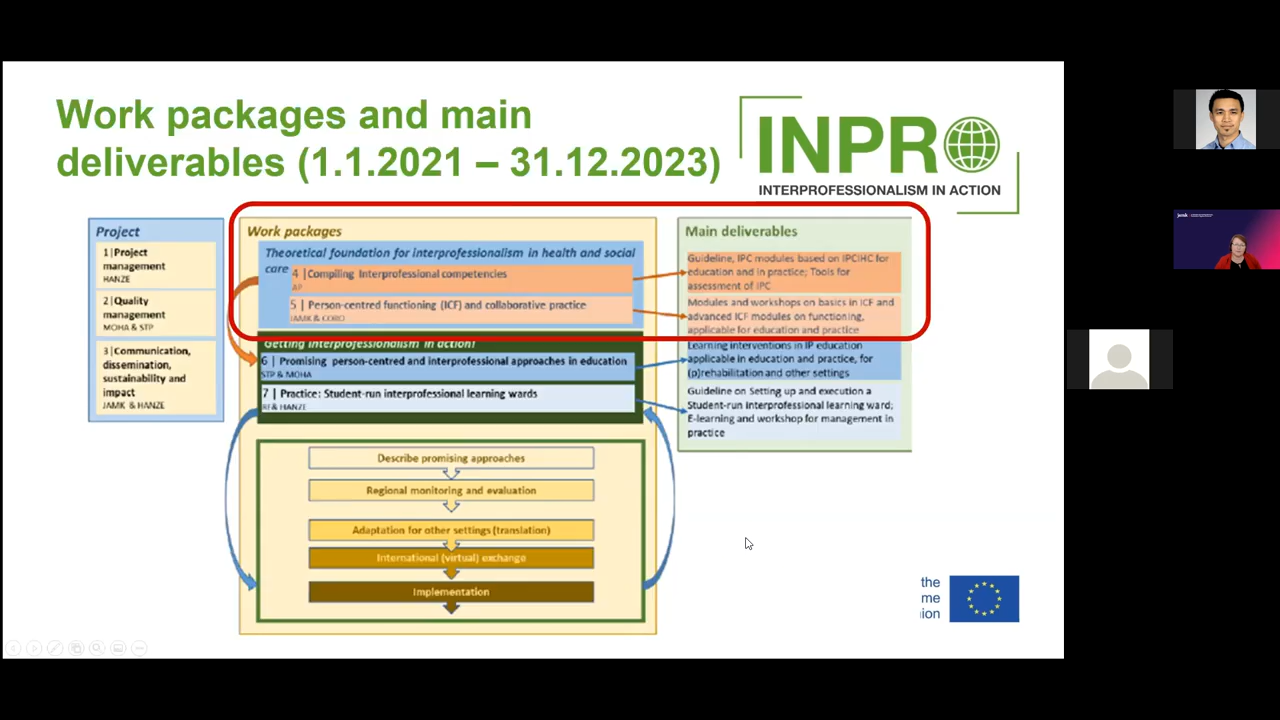 Work packages and main
deliverables (1.1.2021 – 31.12.2023)
INPRO
INTERPROFESSIONALISM IN ACTION
Project
1|Project
management
HANZE
2|Quality
management
MOHA & STP
3|Communication,
dissemination,
sustainability and
impact
JAMK & HANZE
Work packages
Theoretical foundation for interprofessionalism in health and social
care
4 |Compiling Interprofessional competencies
AP
5 | Person-centred functioning (ICF) and collaborative practice
JAMK & CORO
Getting interprofessionalism in action!
6 | Promising person-centred and interprofessional approaches in education
STP & MOHA
7 | Practice: Student-run interprofessional learning wards
& HANZE
Describe promising approaches
Regional monitoring and evaluation
Adaptation for other settings (translation)
International (virtual) exchange
Implementation
Main deliverables
Guideline, IPC modules based on IPCIHC for
education and in practice; Tools for
assessment of IPC
Modules and workshops on basics in ICF and
advanced ICF modules on functioning,
applicable for education and practice
Learning interventions in IP education
applicable in education and practice, for
(p)rehabilitation and other settings
Guideline on Setting up and execution a
Student-run interprofessional learning ward;
E-learning and workshop for management in
practice
the
me
ion
jamk